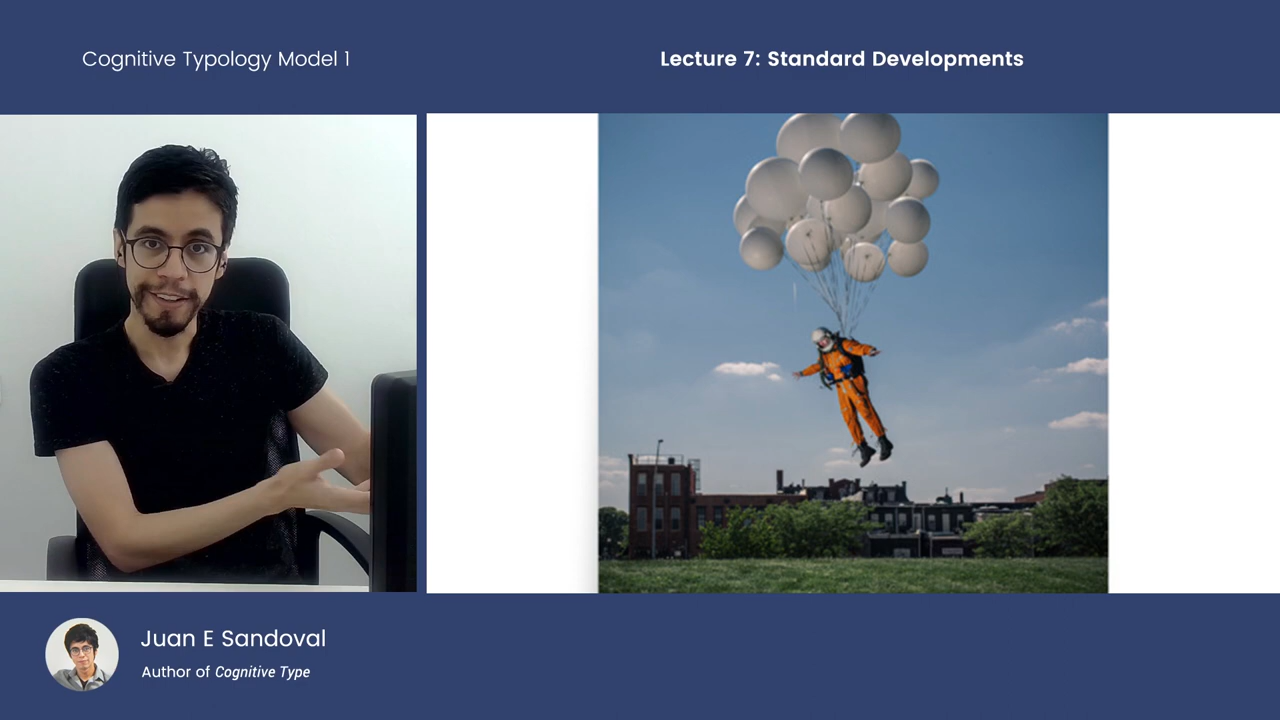 Cognitive Typology Model 1
Lecture 7: Standard Developments
Juan E Sandoval
Author of Cognitive Type